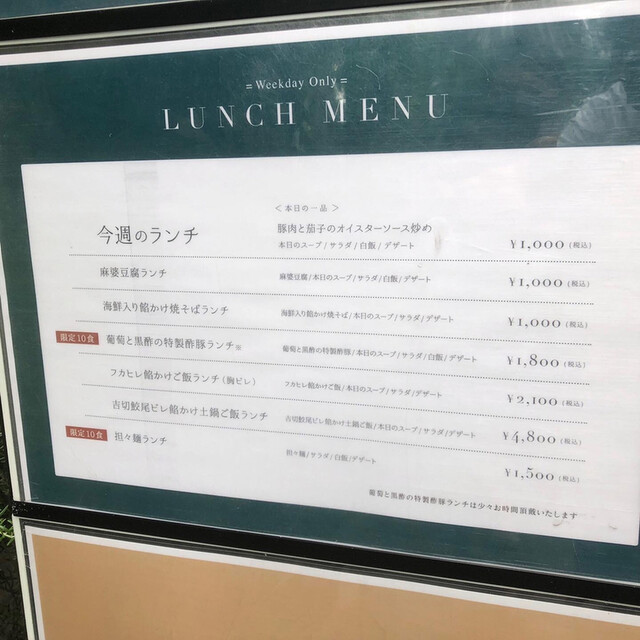 =Weekday Only=
LUNCH MENU
＜本日の一品＞
今週のランチ 豚肉と茄子のオイスターソース炒め
本日のスープ/サラダ/白飯/デザート ¥1,000(税込)
麻婆豆腐ランチ 麻婆豆腐/本日のスープ/サラダ/白飯/デザート ¥1,000(税込)
海鮮入り餡かけ焼そばランチ 海鮮餡かけ焼そば/本日のスープ/サラダ/デザート ¥1,000(税込)
限定10食 葡萄と黒酢の特製酢豚ランチ※ 葡萄と黒酢の特製酢豚/本日のスープ/サラダ/白飯/デザート ¥1,800(税込)
フカヒレ餡かけご飯ランチ(胸ビレ) フカヒレ餡かけご飯/本日のスープ/サラダ/デザート ¥2,100(税込)
吉切鮫尾ビレ餡かけ土鍋ご飯ランチ 吉切鮫尾ビレ餡かけ土鍋ご飯/本日のスープ/サラダ/デザート ¥4,800(税込)
限定10食 担々麺ランチ 担々麺/サラダ/白飯/デザート ¥1,500(税込)
葡萄と黒酢の特製酢豚ランチは少々お時間頂戴いたします